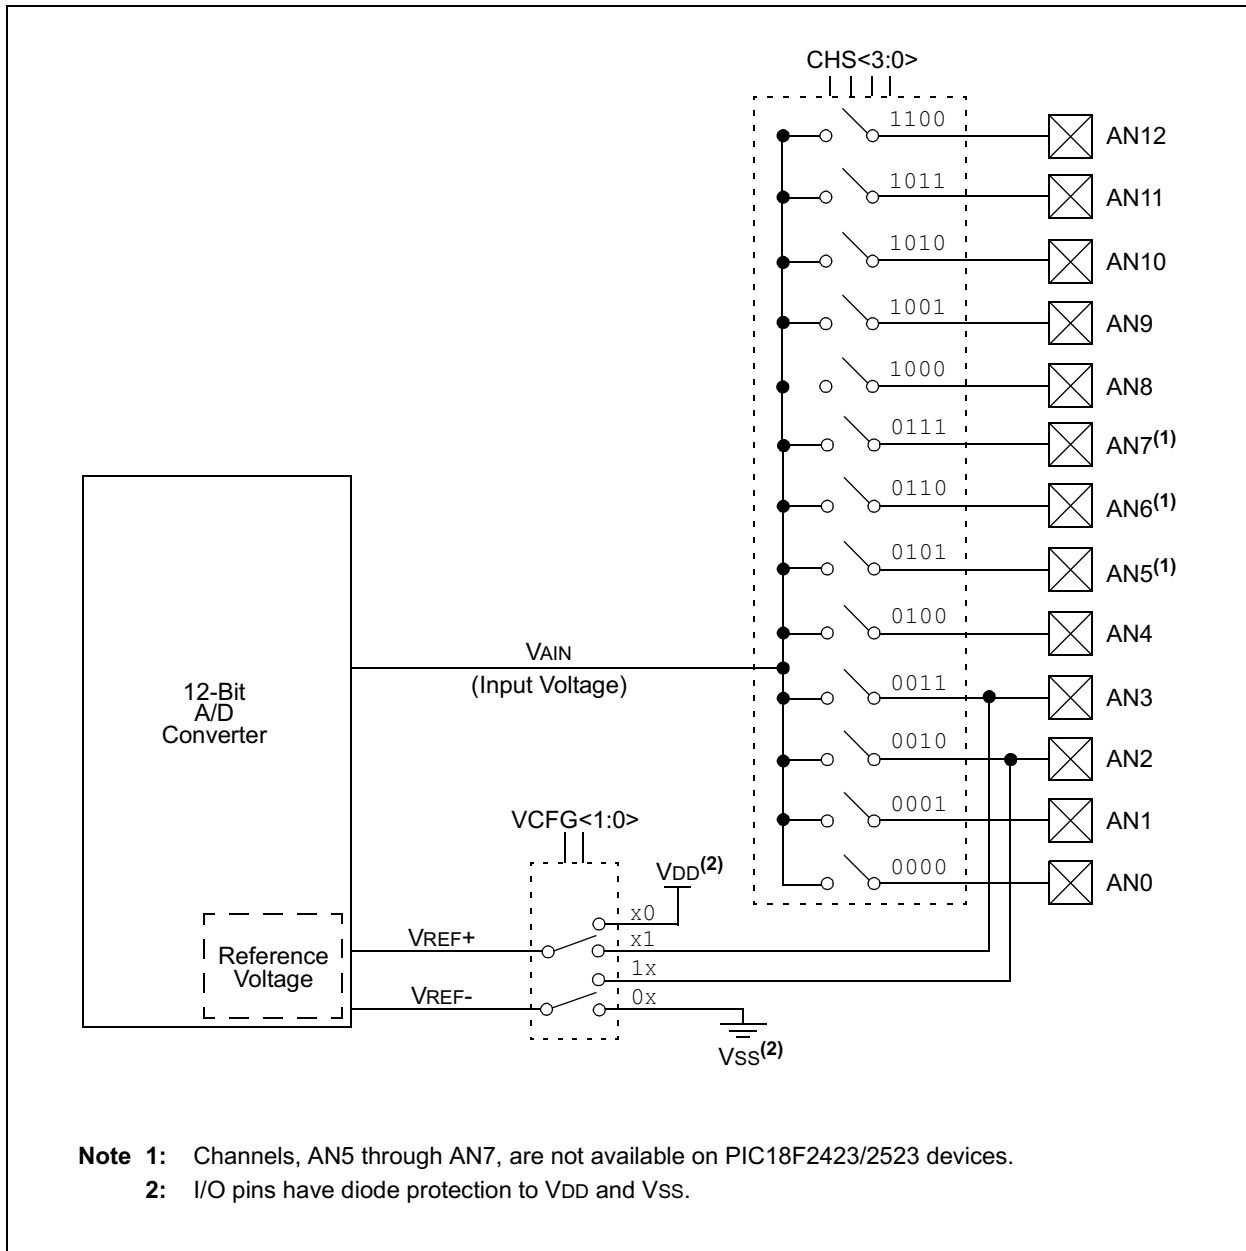 CHS<3:0>
1100
AN12
1011
AN11
1010
AN10
1001
AN9
1000
AN8
0111
AN7(1)
0110
AN6(1)
0101
AN5(1)
0100
AN4
VAIN
(Input Voltage)
0011
AN3
12-Bit
A/D
Converter
0010
AN2
VCFG<1:0>
0001
AN1
VDD(2)
0000
AN0
x0
VREF+
x1
Reference
Voltage
1x
VREF-
0x
VSS(2)
Note 1: Channels, AN5 through AN7, are not available on PIC18F2423/2523 devices.
2: I/O pins have diode protection to VDD and VSS.